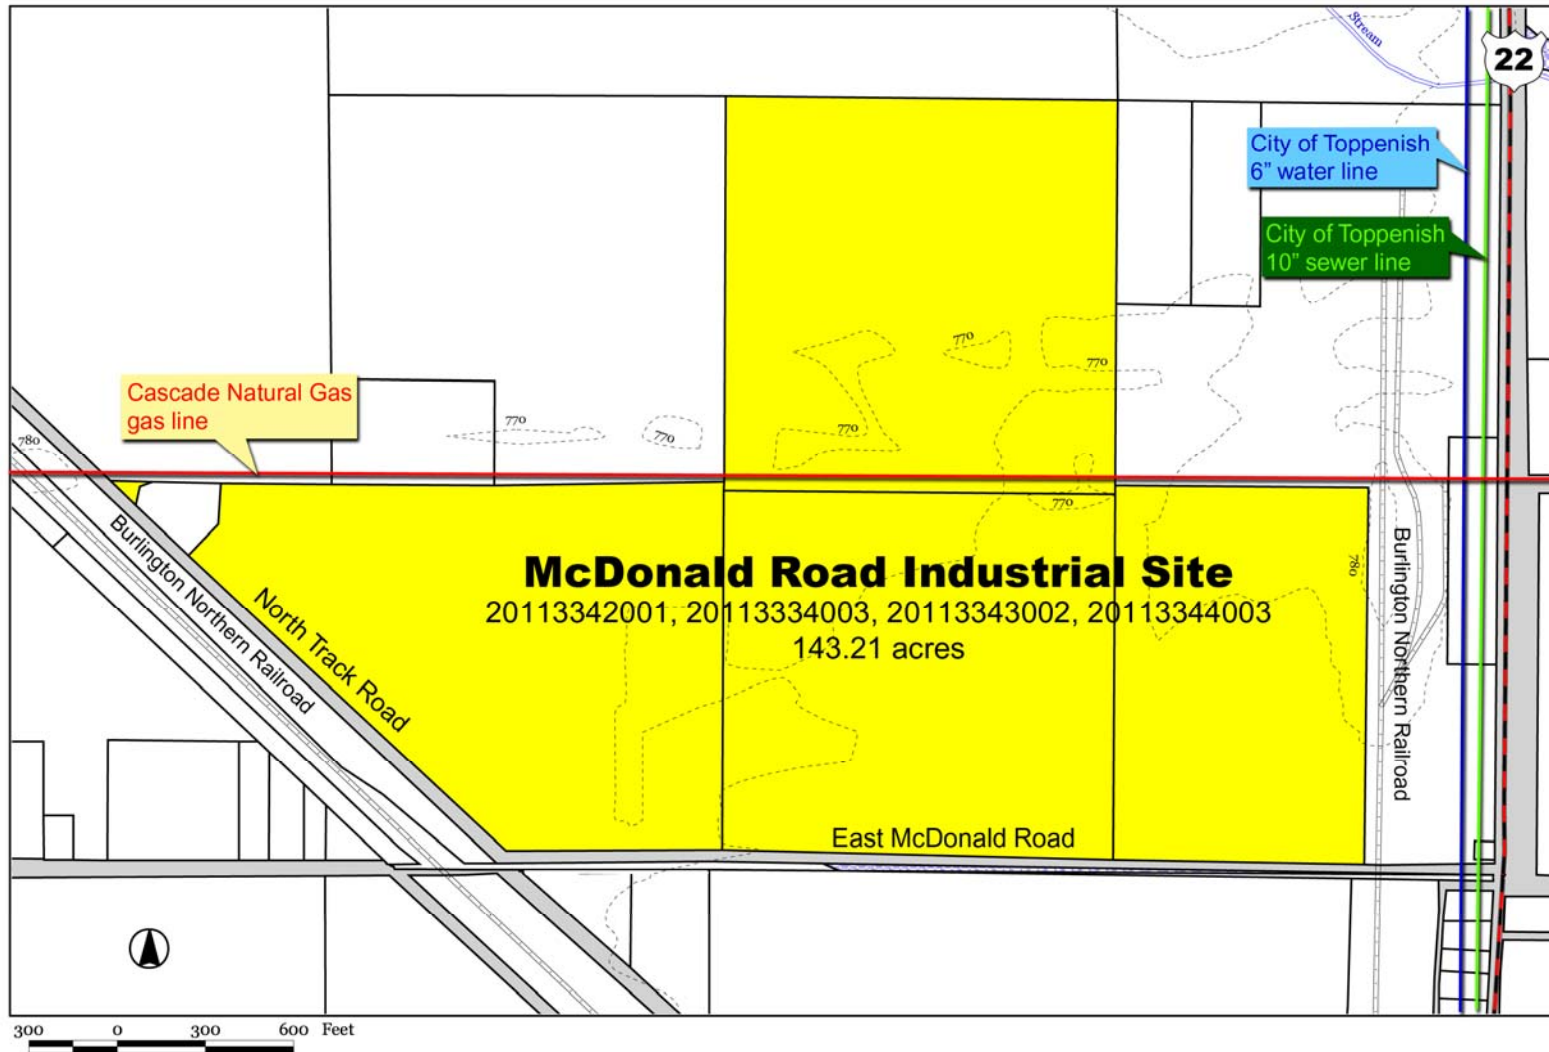 Stream
22
City of Toppenish
6” water line
City of Toppenish
10” sewer line
770
770
Cascade Natural Gas
gas line
770
770
770
780
770
780
McDonald Road Industrial Site
20113342001, 20113334003, 20113343002, 20113344003
143.21 acres
Burlington Northern Railroad
North Track Road
Burlington Northern Railroad
East McDonald Road
300 0 300 600 Feet